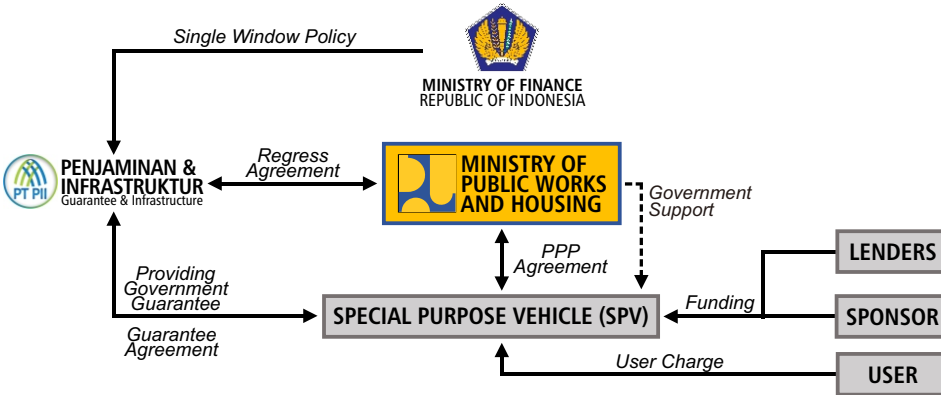 Single Window Policy
MINISTRY OF FINANCE
REPUBLIC OF INDONESIA
PT PII
PENJAMINAN &
INFRASTRUKTUR
Guarantee & Infrastructure
Regress
Agreement
MINISTRY OF
PUBLIC WORKS
AND HOUSING
Government
Support
PPP
Agreement
LENDERS
Providing
Government
Guarantee
Guarantee
Agreement
SPECIAL PURPOSE VEHICLE (SPV)
Funding
SPONSOR
User Charge
USER